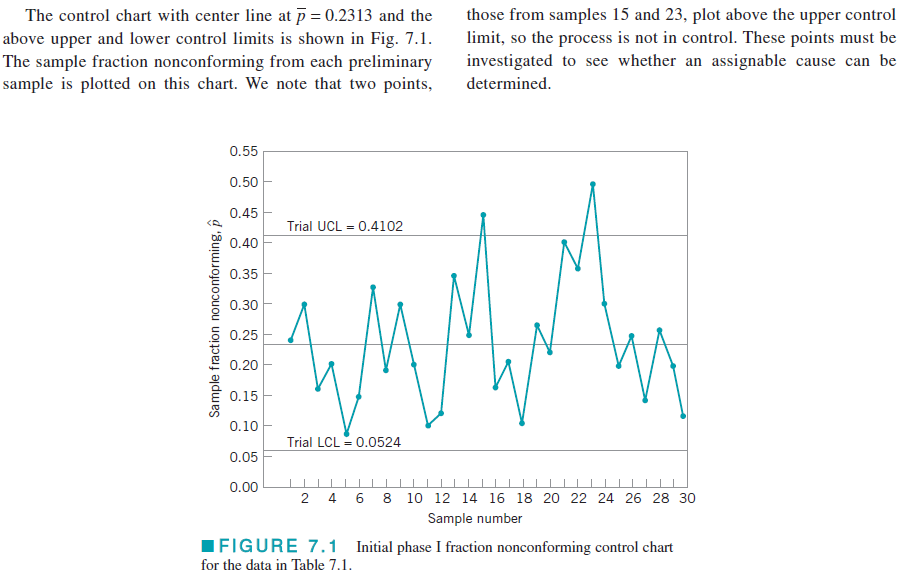 The control chart with center line at p̅ = 0.2313 and the
above upper and lower control limits is shown in Fig. 7.1.
The sample fraction nonconforming from each preliminary
sample is plotted on this chart. We note that two points,
those from samples 15 and 23, plot above the upper control
limit, so the process is not in control. These points must be
investigated to see whether an assignable cause can be
determined.
0.55
0.50
0.45
0.40
0.35
0.30
0.25
0.20
0.15
0.10
0.05
0.00
Sample fraction nonconforming, p̂
Trial UCL = 0.4102
Trial LCL = 0.0524
2 4 6 8 10 12 14 16 18 20 22 24 26 28 30
Sample number
FIGURE 7.1 Initial phase I fraction nonconforming control chart
for the data in Table 7.1.